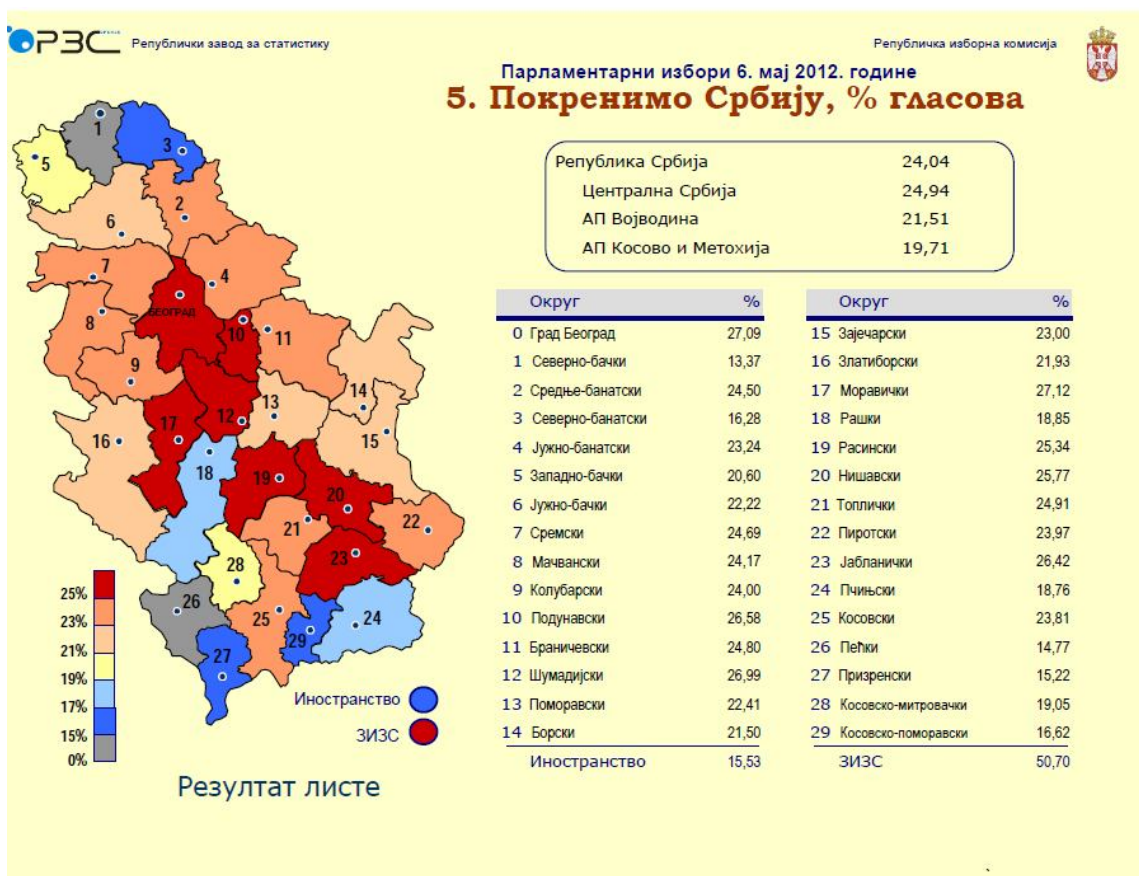 РЗС Републички завод за статистику
Републичка изборна комисија
Парламентарни избори 6. мај 2012. године
5. Покренимо Србију, % гласова
Република Србија 24,04
Централна Србија 24,94
АП Војводина 21,51
АП Косово и Метохија 19,71
Округ %
0 Град Београд 27,09
1 Северно-бачки 13,37
2 Средње-банатски 24,50
3 Северно-банатски 16,28
4 Јужно-банатски 23,24
5 Западно-бачки 20,60
6 Јужно-бачки 22,22
7 Сремски 24,69
8 Мачвански 24,17
9 Колубарски 24,00
10 Подунавски 26,58
11 Браничевски 24,80
12 Шумадијски 26,99
13 Поморавски 22,41
14 Борски 21,50
Иностранство 15,53
Округ %
15 Зајечарски 23,00
16 Златиборски 21,93
17 Моравички 27,12
18 Рашки 18,85
19 Расински 25,34
20 Нишавски 25,77
21 Топлички 24,91
22 Пиротски 23,97
23 Јабланички 26,42
24 Пчињски 18,76
25 Косовски 23,81
26 Пећки 14,77
27 Призренски 15,22
28 Косовско-митровачки 19,05
29 Косовско-поморавски 16,62
ЗИЗС 50,70
1
3
5
2
6
7
4
БЕОГРАД
8
10
11
9
14
13
12
17
16
15
18
19
20
21
22
23
28
26
25
24
29
27
25%
23%
21%
19%
17%
15%
0%
Иностранство
ЗИЗС
Резултат листе